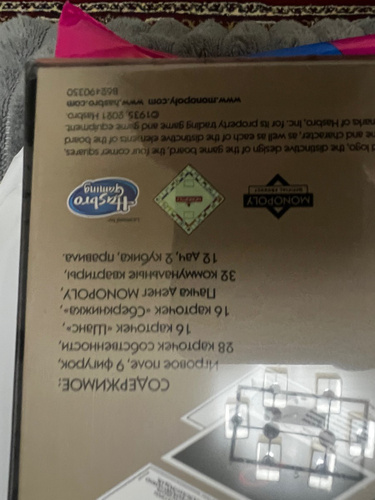 СОДЕРЖИМОЕ:
Игровое поле, 9 фигурок,
28 карточек собственности,
16 карточек «Шанс»,
16 карточек «Сбережника»,
Пачка денег MONOPOLY,
32 коммунальные квартиры,
12 дач, 2 кубика, правила.
MONOPOLY
Hasbro
Gaming
logo, the distinctive design of the game board, the four corner squares,
and character, as well as each of the distinctive elements of the board
of Hasbro, Inc. for its property trading game and game equipment.
©1935, 2021 Hasbro
www.monopoly.com www.hasbro.com